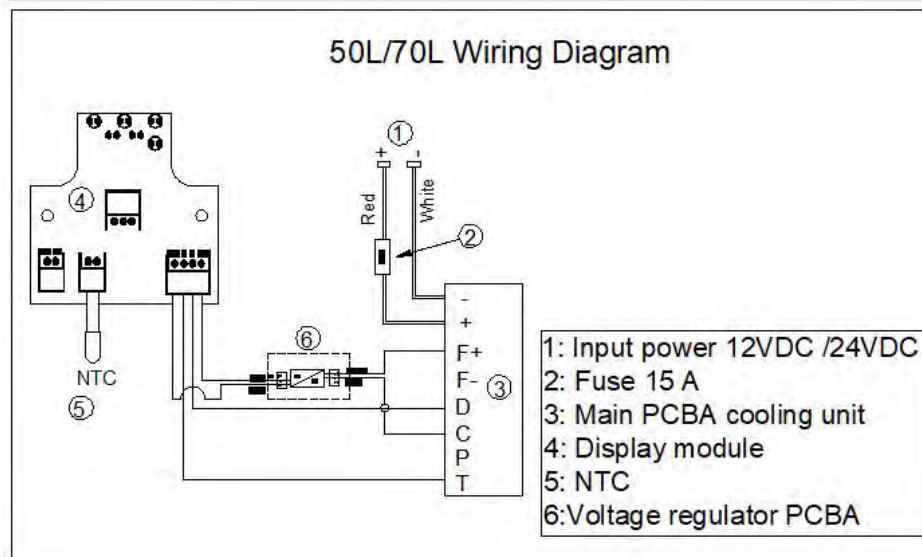 50L/70L Wiring Diagram
1
+ -
Red
White
4
2
-
+
6
F+
F-
3
D
C
P
T
NTC
5
1: Input power 12VDC /24VDC
2: Fuse 15 A
3: Main PCBA cooling unit
4: Display module
5: NTC
6:Voltage regulator PCBA